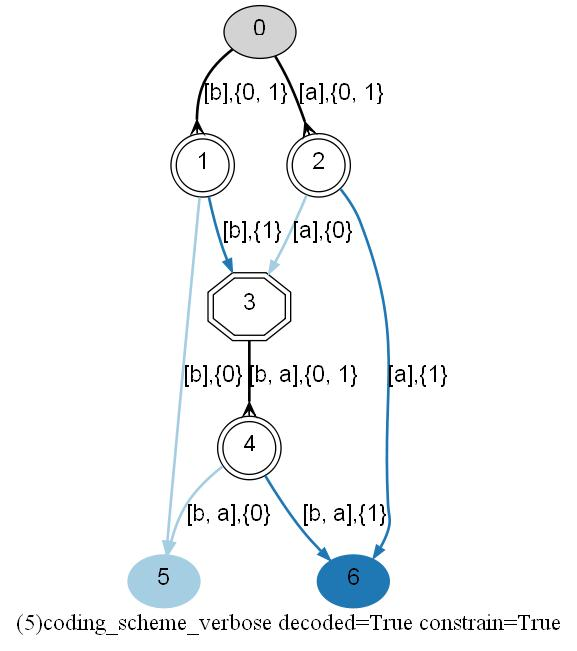 0
[b],{0, 1} [a],{0, 1}
1 2
[b],{1} [a],{0}
3
[b],{0} [b, a],{0, 1} [a],{1}
4
[b, a],{0} [b, a],{1}
5 6
(5)coding_scheme_verbose decoded=True constrain=True